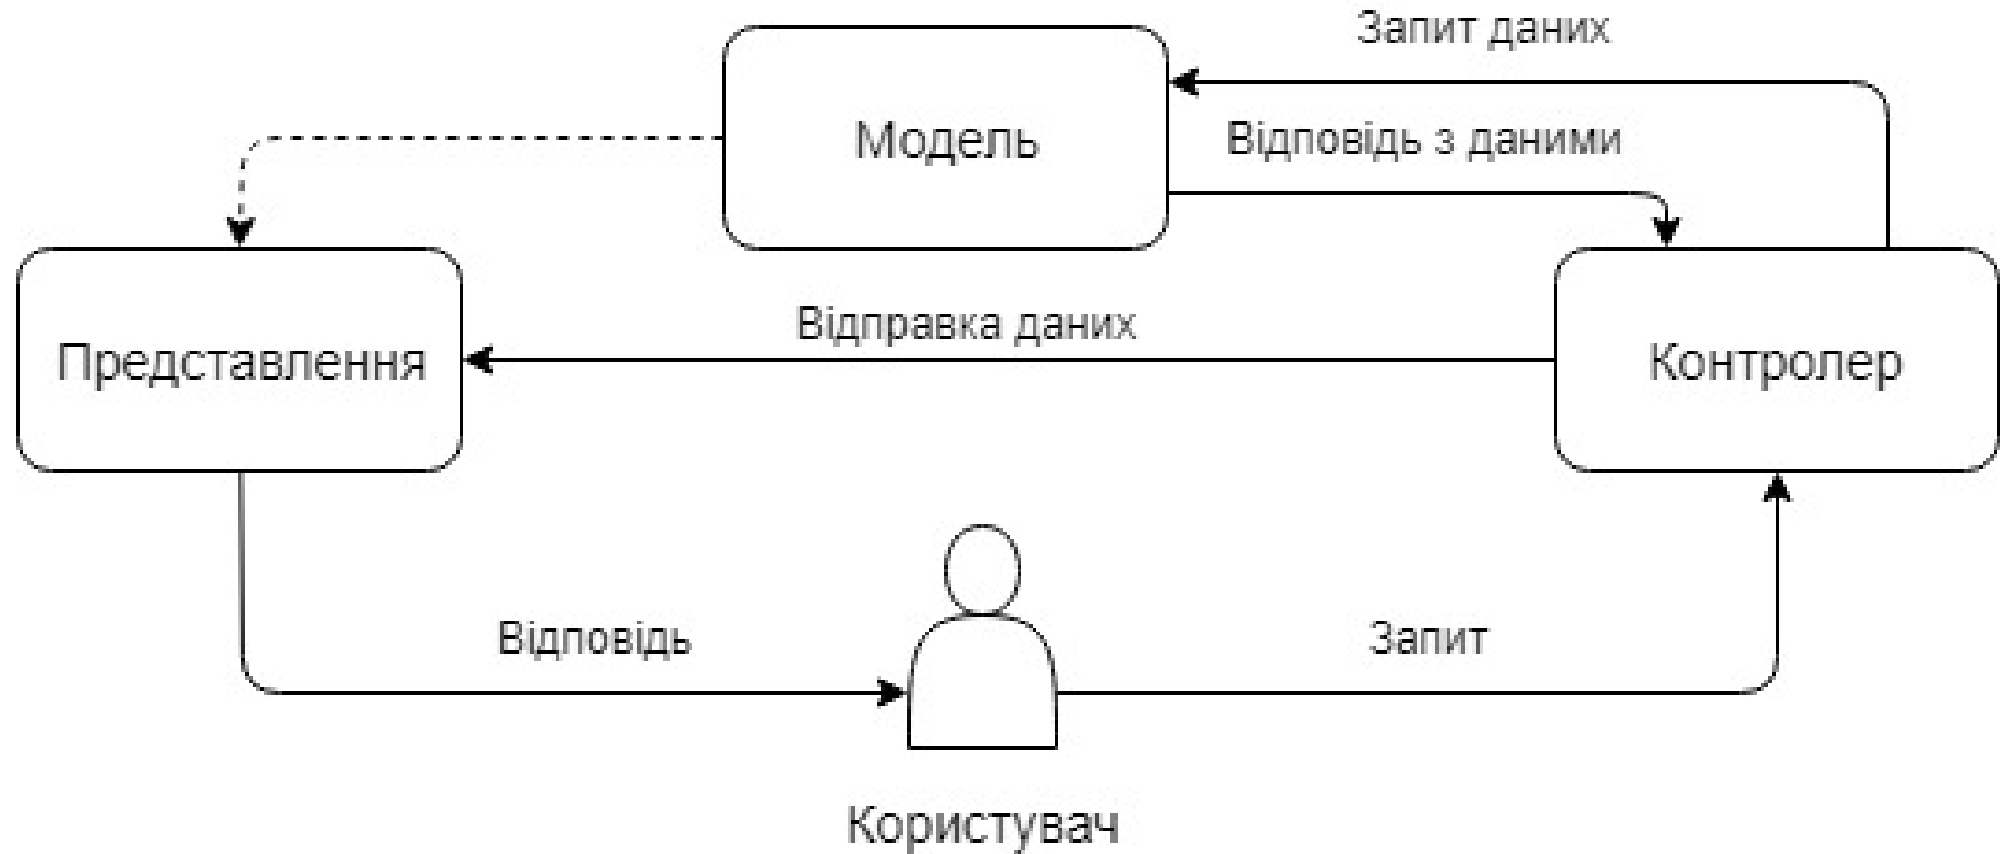 Запит даних
Модель
Відповідь з даними
Відправка даних
Представлення
Контролер
Відповідь
Запит
Користувач